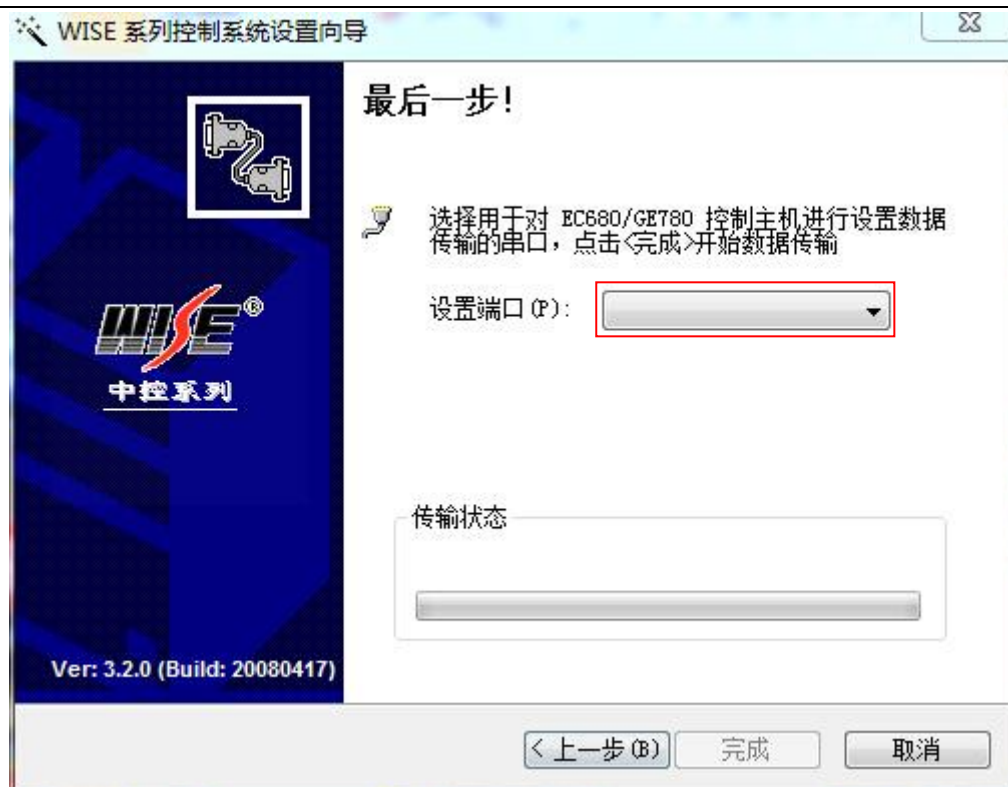 WISE 系列控制系统设置向导
最后一步!
选择用于对 EC680/GE780 控制主机进行设置数据
传输的串口，点击<完成>开始数据传输
设置端口(P):
WISE®
中控系列
传输状态
Ver: 3.2.0 (Build: 20080417)
<上一步(B)
完成
取消